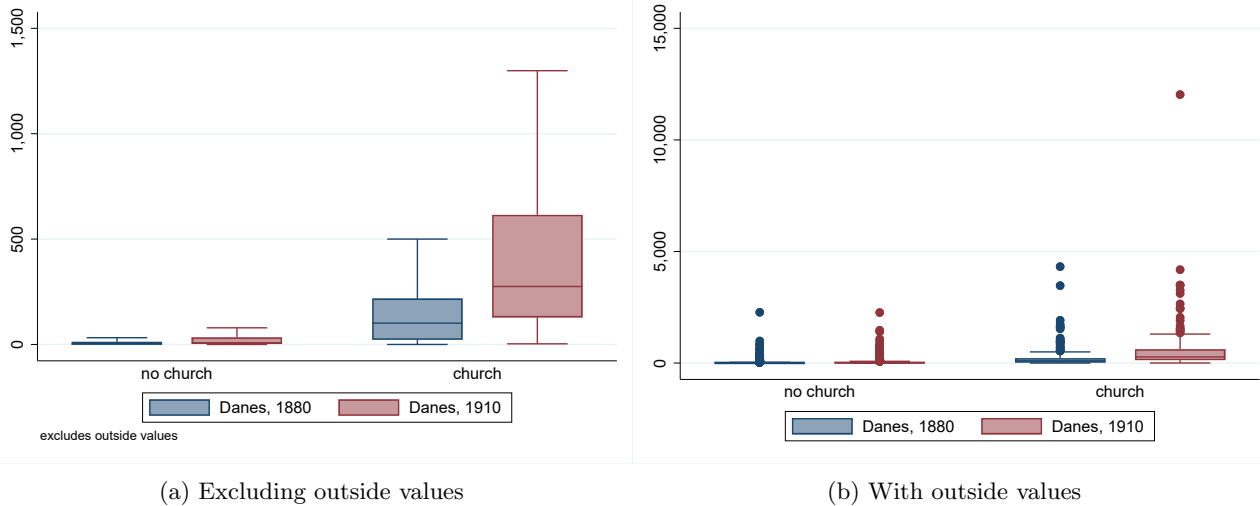 1,500
1,000
500
0
no church
church
Danes, 1880
Danes, 1910
excludes outside values
(a) Excluding outside values
15,000
10,000
5,000
0
no church
church
Danes, 1880
Danes, 1910
(b) With outside values